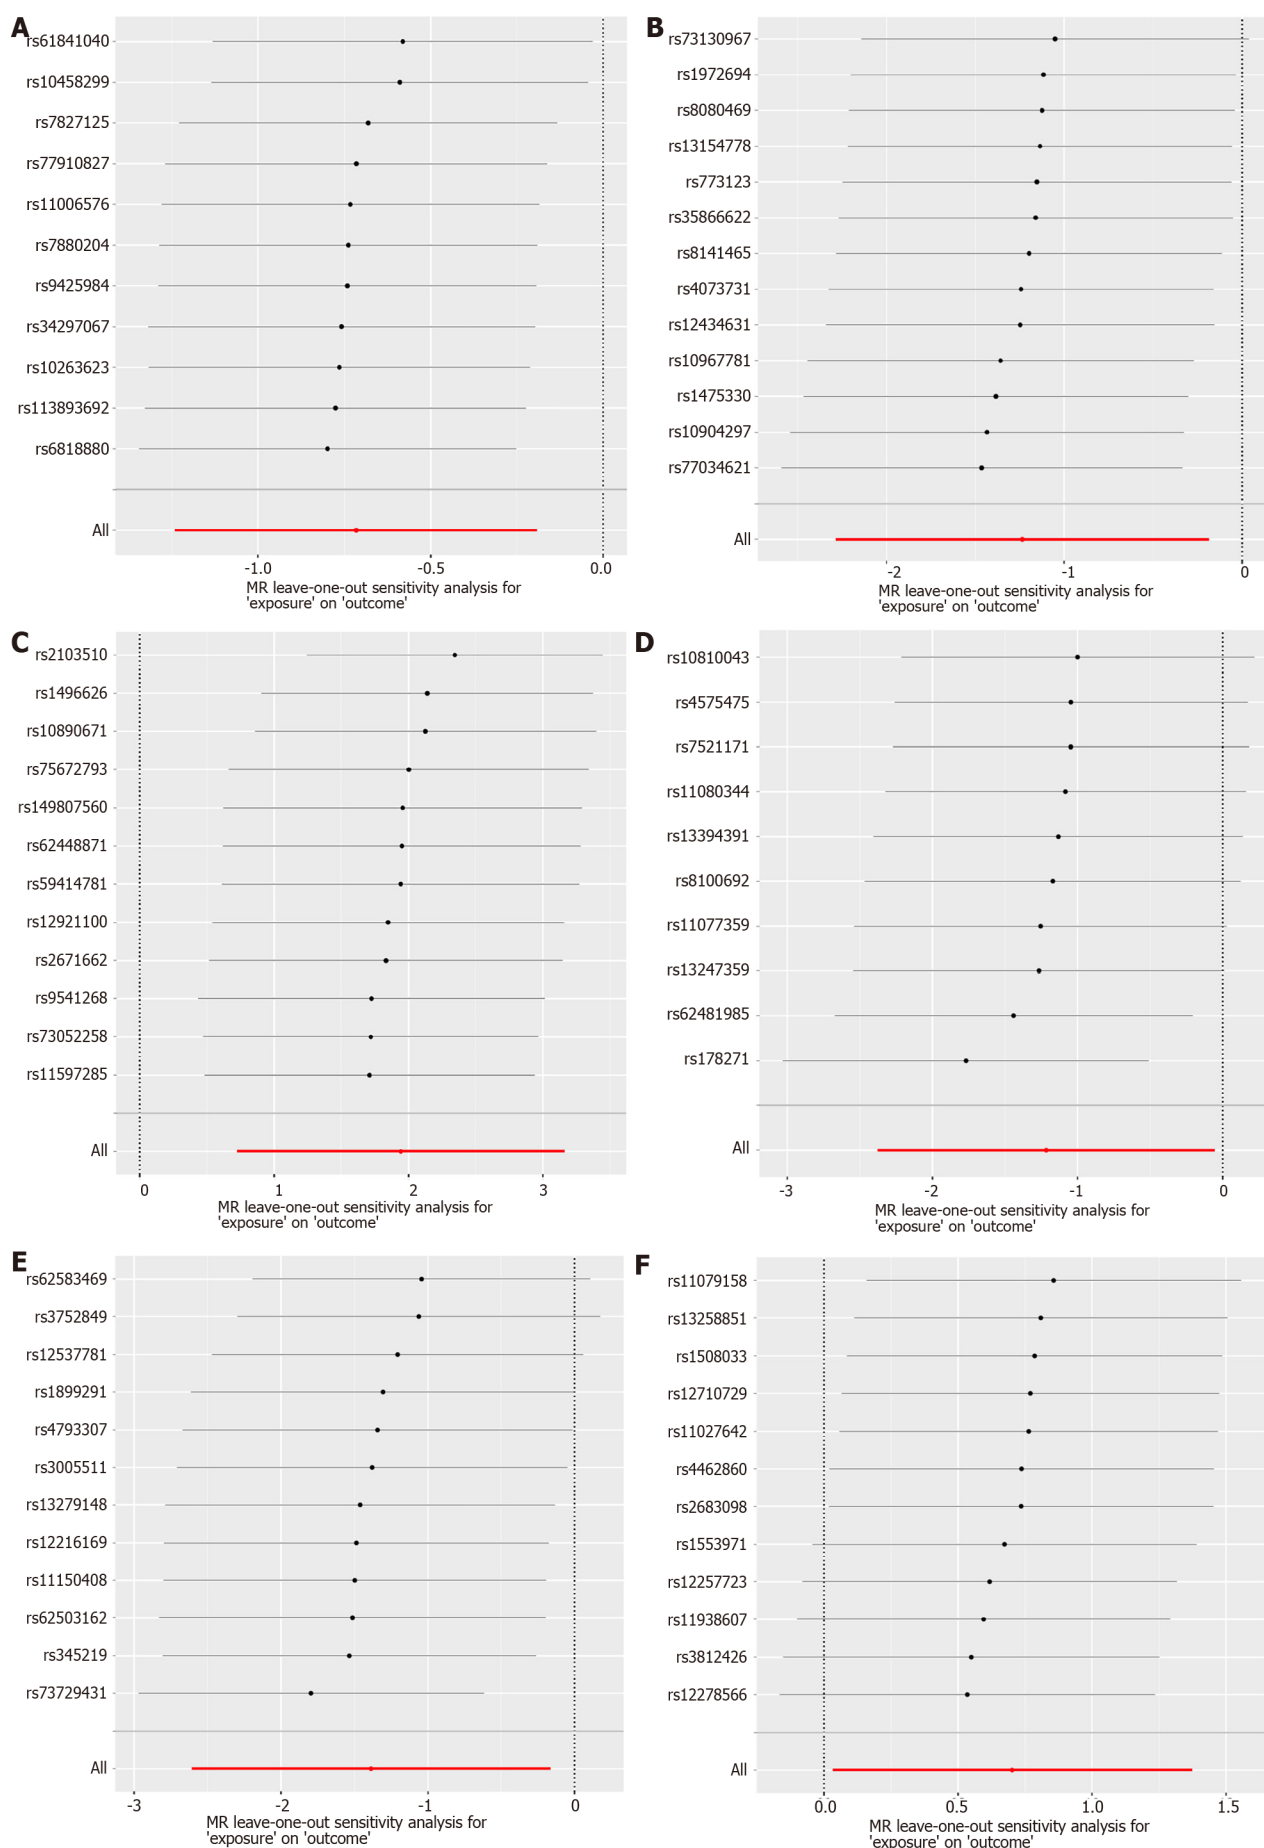 A
rs61841040
rs10458299
rs7827125
rs77910827
rs11006576
rs7880204
rs9425984
rs34297067
rs10263623
rs113893692
rs6818880
All
-1.0 -0.5 0.0
MR leave-one-out sensitivity analysis for
'exposure' on 'outcome'
B
rs73130967
rs1972694
rs8080469
rs13154778
rs773123
rs35866622
rs8141465
rs4073731
rs12434631
rs10967781
rs1475330
rs10904297
rs77034621
All
-2 -1 0
MR leave-one-out sensitivity analysis for
'exposure' on 'outcome'
C
rs2103510
rs1496626
rs10890671
rs75672793
rs149807560
rs62448871
rs59414781
rs12921100
rs2671662
rs9541268
rs73052258
rs11597285
All
0 1 2 3
MR leave-one-out sensitivity analysis for
'exposure' on 'outcome'
D
rs10810043
rs4575475
rs7521171
rs11080344
rs13394391
rs8100692
rs11077359
rs13247359
rs62481985
rs178271
All
-3 -2 -1 0
MR leave-one-out sensitivity analysis for
'exposure' on 'outcome'
E
rs62583469
rs3752849
rs12537781
rs1899291
rs4793307
rs3005511
rs13279148
rs12216169
rs11150408
rs62503162
rs345219
rs73729431
All
-3 -2 -1 0
MR leave-one-out sensitivity analysis for
'exposure' on 'outcome'
F
rs11079158
rs13258851
rs1508033
rs12710729
rs11027642
rs4462860
rs2683098
rs1553971
rs12257723
rs11938607
rs3812426
rs12278566
All
0.0 0.5 1.0 1.5
MR leave-one-out sensitivity analysis for
'exposure' on 'outcome'